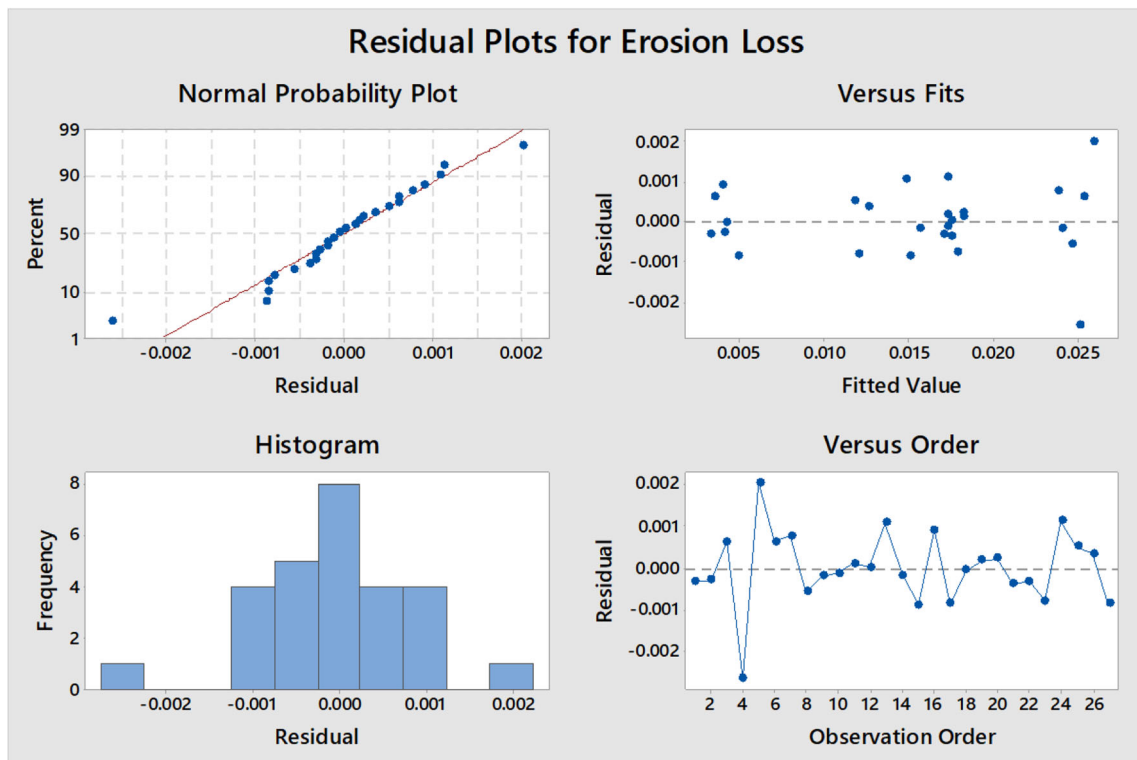 Residual Plots for Erosion Loss
Normal Probability Plot
Percent
99
90
50
10
1
-0.002 -0.001 0.000 0.001 0.002
Residual
Versus Fits
Residual
0.002
0.001
0.000
-0.001
-0.002
0.005 0.010 0.015 0.020 0.025
Fitted Value
Histogram
Frequency
8
6
4
2
0
-0.002 -0.001 0.000 0.001 0.002
Residual
Versus Order
Residual
0.002
0.001
0.000
-0.001
-0.002
2 4 6 8 10 12 14 16 18 20 22 24 26
Observation Order